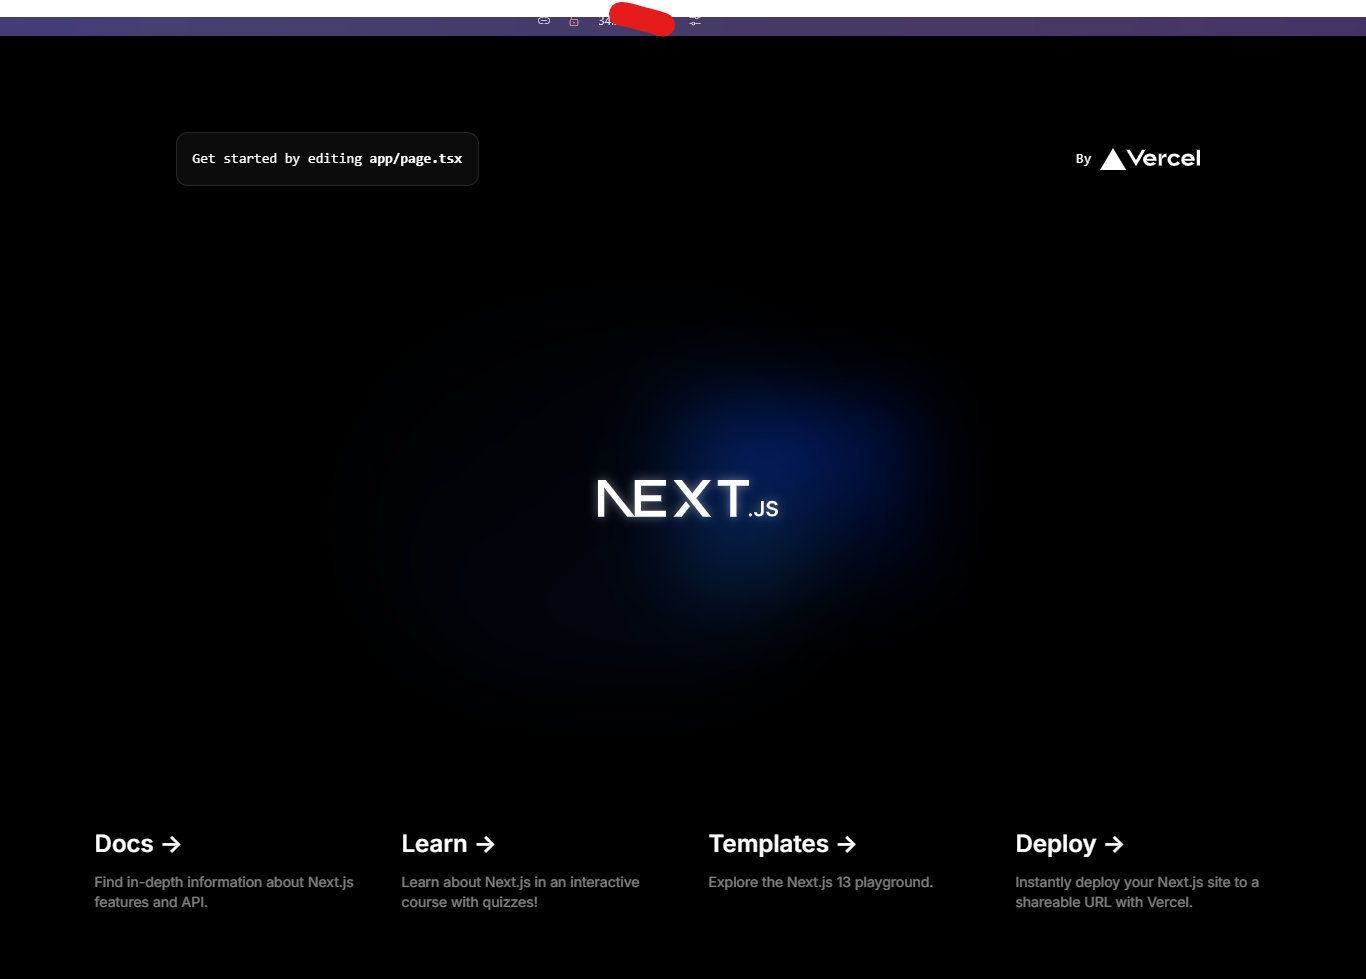 34
Get started by editing app/page.tsx
By Vercel
NEXT.JS
Docs →
Find in-depth information about Next.js
features and API.
Learn →
Learn about Next.js in an interactive
course with quizzes!
Templates →
Explore the Next.js 13 playground.
Deploy →
Instantly deploy your Next.js site to a
shareable URL with Vercel.